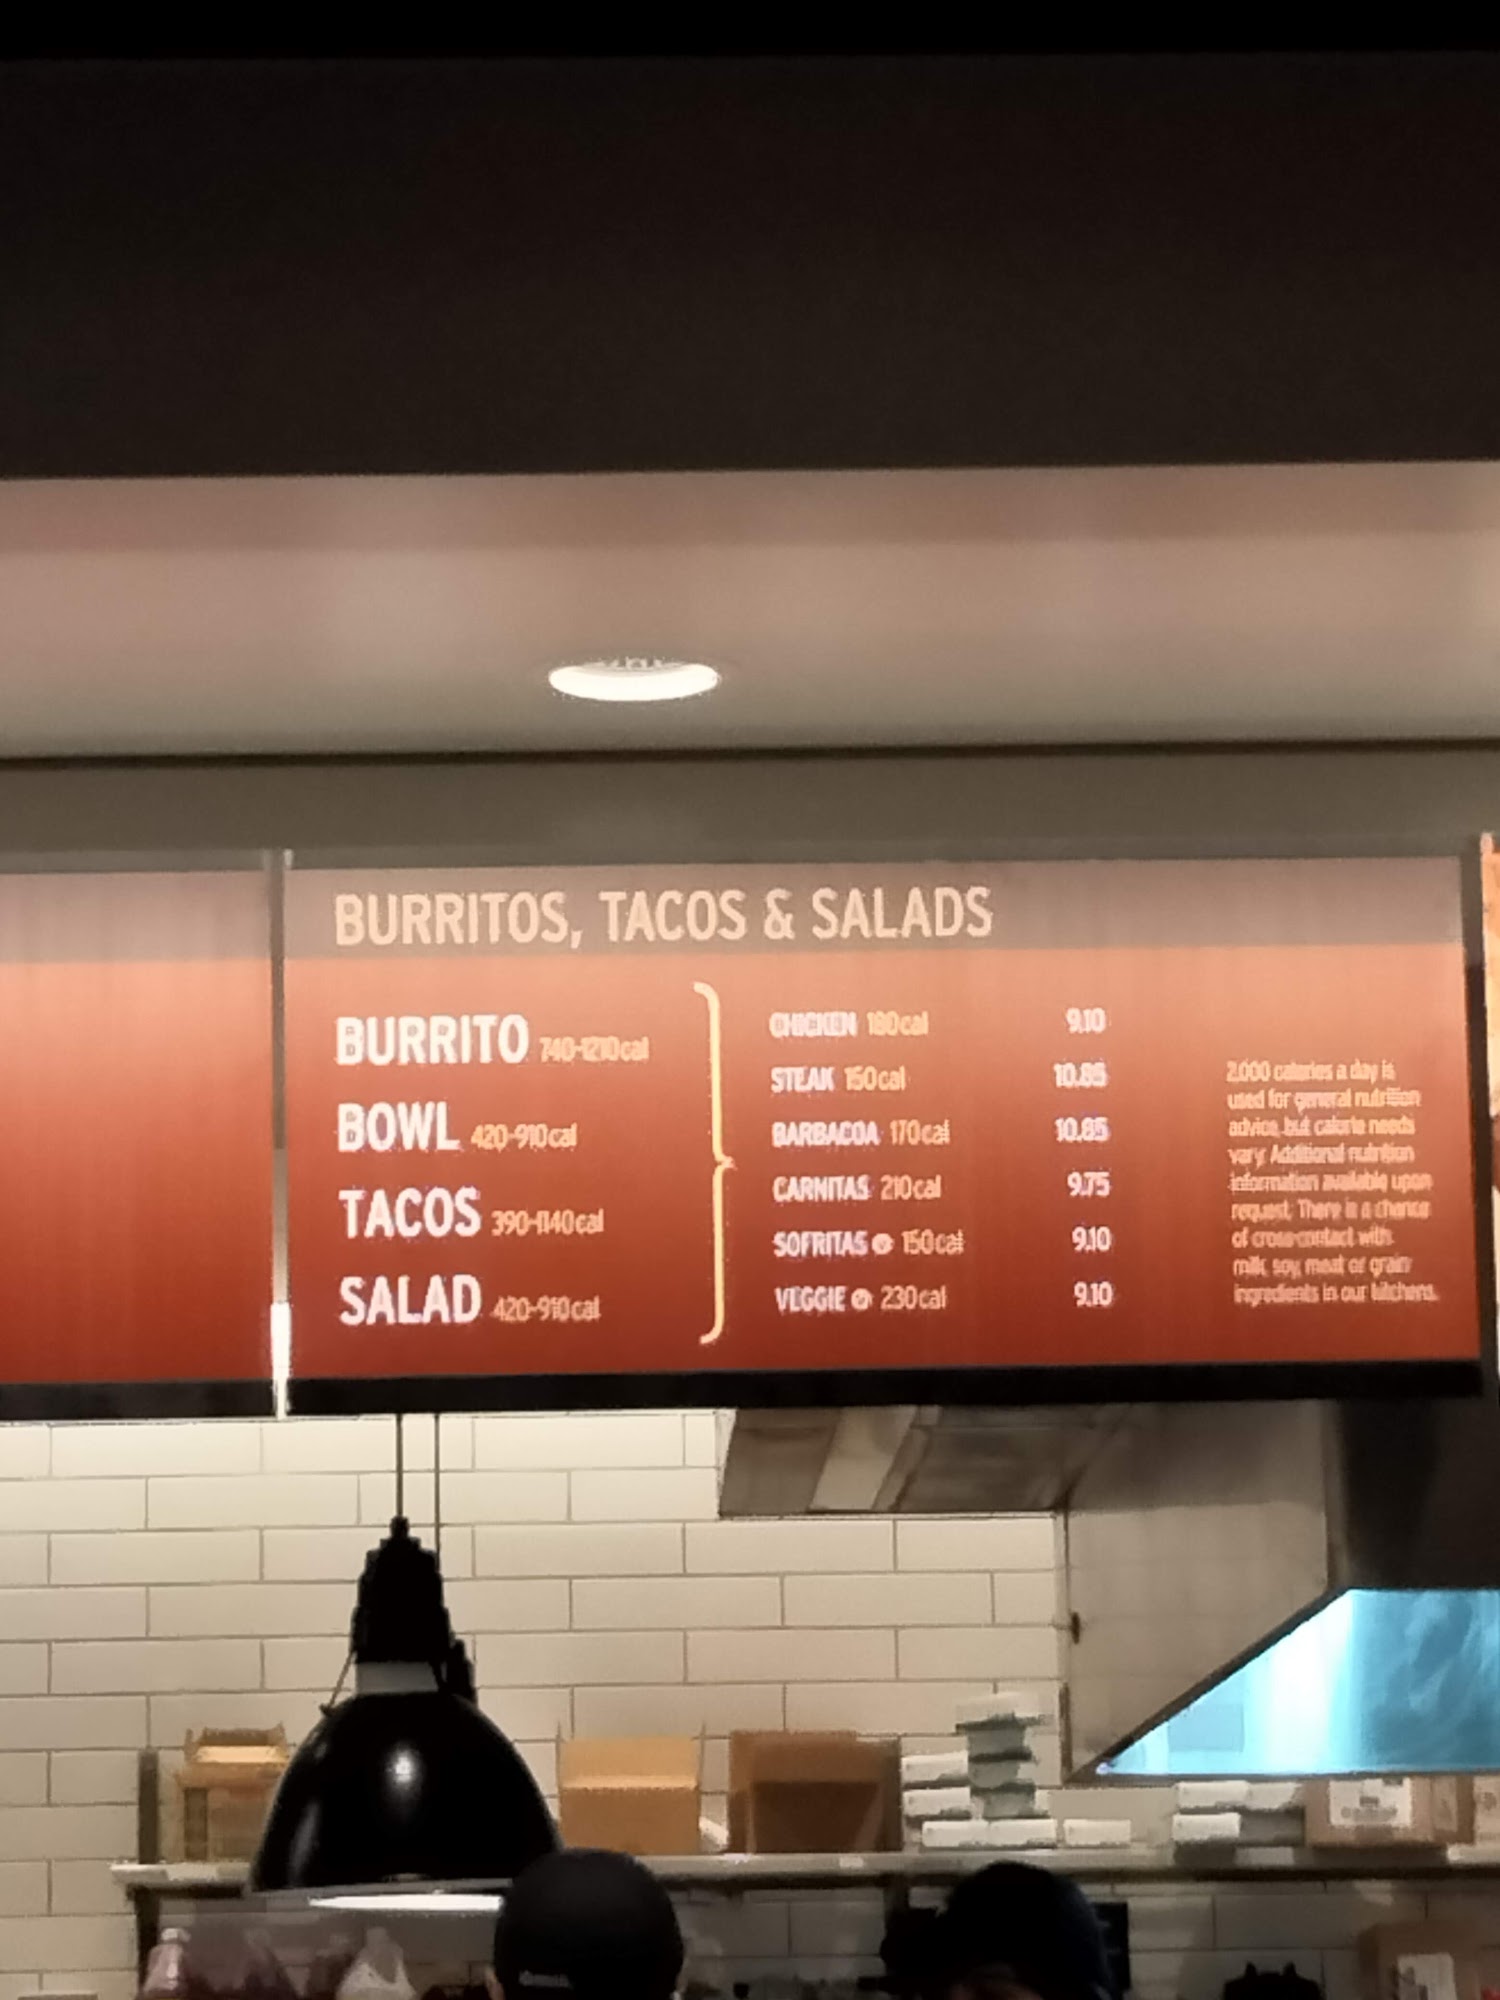 BURRITOS, TACOS & SALADS
BURRITO 740-1210cal
BOWL 420-910cal
TACOS 390-1140cal
SALAD 420-910cal
CHICKEN 180cal 9.10
STEAK 150cal 10.85
BARBACOA 170cal 10.85
CARNITAS 210cal 9.75
SOFRITAS 150cal 9.10
VEGGIE 230cal 9.10
2,000 calories a day is
used for general nutrition
advice, but calorie needs
vary. Additional nutrition
information available upon
request. There is a chance
of cross-contact with
milk, soy, meat or grain
ingredients in our kitchens.